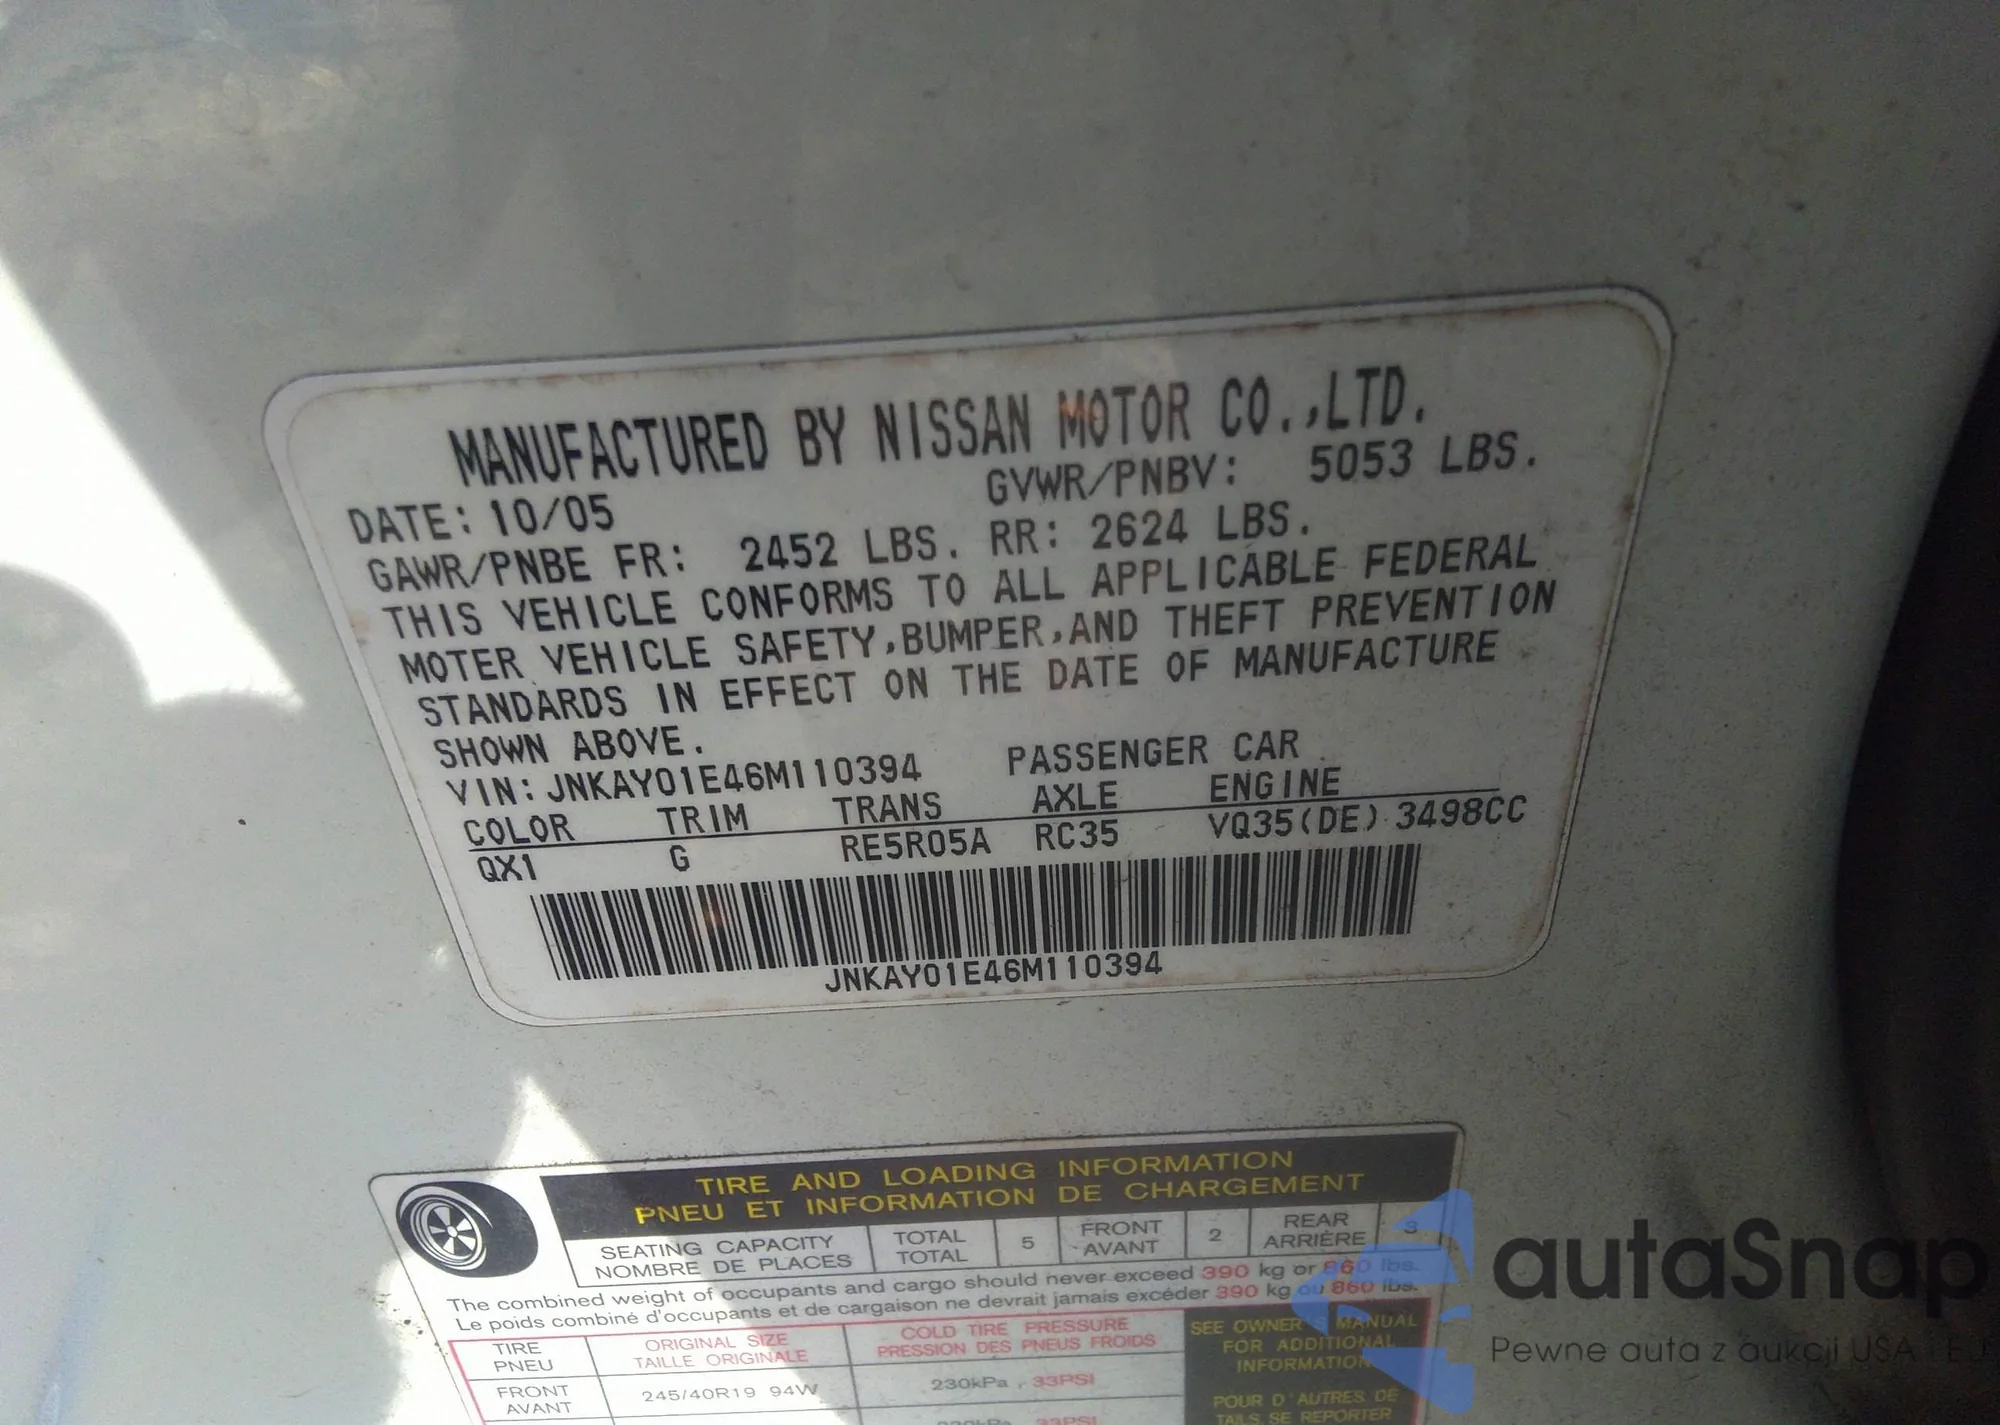 MANUFACTURED BY NISSAN MOTOR CO.,LTD.
DATE: 10/05 GVWR/PNBV: 5053 LBS.
GAWR/PNBE FR: 2452 LBS. RR: 2624 LBS.
THIS VEHICLE CONFORMS TO ALL APPLICABLE FEDERAL
MOTER VEHICLE SAFETY,BUMPER,AND THEFT PREVENTION
STANDARDS IN EFFECT ON THE DATE OF MANUFACTURE
SHOWN ABOVE.
VIN: JNKAY01E46M110394 PASSENGER CAR
COLOR TRIM TRANS AXLE ENGINE
QX1 G RE5R05A RC35 VQ35(DE) 3498CC
JNKAY01E46M110394
TIRE AND LOADING INFORMATION
PNEU ET INFORMATION DE CHARGEMENT
SEATING CAPACITY TOTAL 5 FRONT 2 REAR 3
NOMBRE DE PLACES TOTAL AVANT ARRIÈRE
The combined weight of occupants and cargo should never exceed 390 kg or 860 lbs.
Le poids combiné d'occupants et de cargaison ne devrait jamais excéder 390 kg ou 860 lbs.
TIRE ORIGINAL SIZE COLD TIRE PRESSURE
PNEU TAILLE ORIGINALE PRESSION DES PNEUS FROIDS
FRONT 245/40R19 94W 230kPa , 33PSI
AVANT
33PSI
SEE OWNER'S MANUAL
FOR ADDITIONAL
INFORMATION
POUR D'AUTRES DE
TAILS SE REPORTER
autaSnap
Pewne auta z aukcji USA i EU